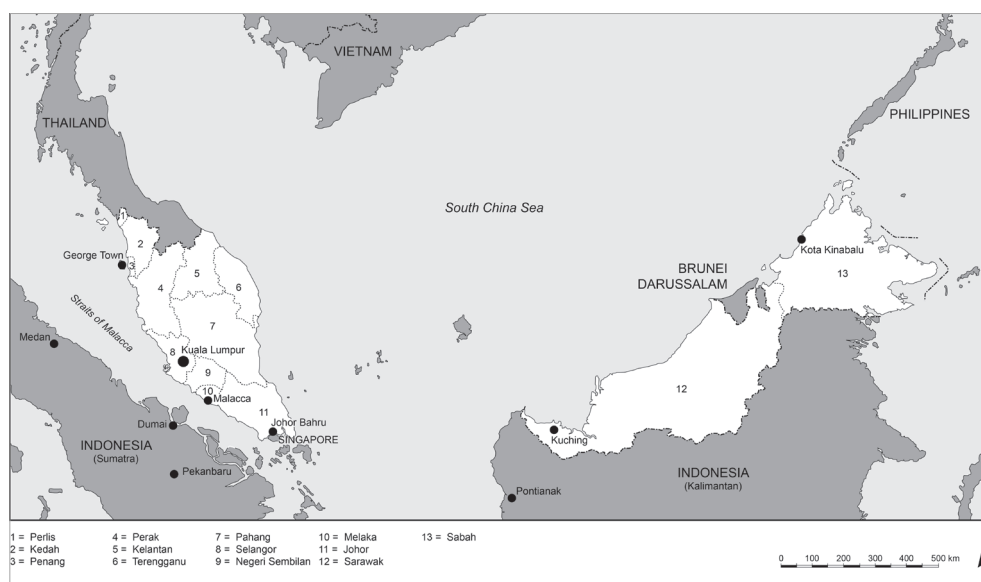 VIETNAM
THAILAND
PHILIPPINES
South China Sea
1
2
George Town
3
4
5
6
7
Straits of Malacca
Medan
8
Kuala Lumpur
9
10
Malacca
11
Johor Bahru
SINGAPORE
Dumai
INDONESIA
(Sumatra)
Pekanbaru
Kota Kinabalu
13
BRUNEI
DARUSSALAM
12
Kuching
INDONESIA
(Kalimantan)
Pontianak
1 = Perlis
2 = Kedah
3 = Penang
4 = Perak
5 = Kelantan
6 = Terengganu
7 = Pahang
8 = Selangor
9 = Negeri Sembilan
10 = Melaka
11 = Johor
12 = Sarawak
13 = Sabah
0 100 200 300 400 500 km